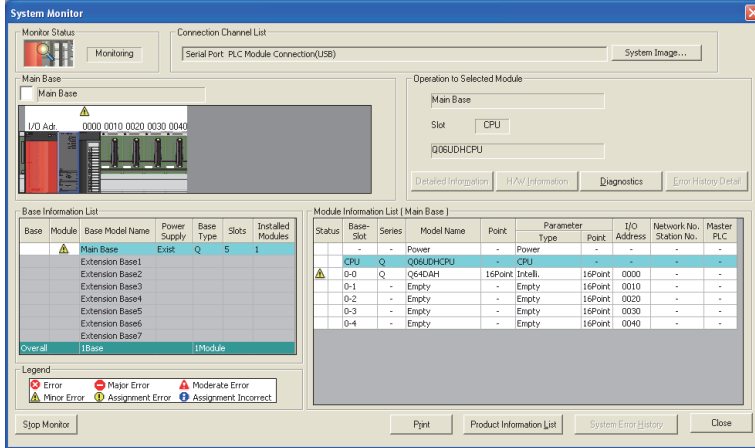 System Monitor
Monitor Status
Monitoring
Connection Channel List
Serial Port PLC Module Connection(USB)
System Image...
Main Base
Main Base
I/O Adr. 0000 0010 0020 0030 0040
Operation to Selected Module
Main Base
Slot CPU
Q06UDHCPU
Detailed Information H/W Information Diagnostics Error History Detail
Base Information List
Base Module Base Model Name Power Supply Base Type Slots Installed Modules
Main Base Exist Q 5 1
Extension Base1
Extension Base2
Extension Base3
Extension Base4
Extension Base5
Extension Base6
Extension Base7
Overall 1Base 1Module
Module Information List ( Main Base )
Status Base-Slot Series Model Name Point Parameter Type Point I/O Address Network No. Station No. Master PLC
- - Power - Power - - - -
CPU Q Q06UDHCPU - CPU - - - -
0-0 Q Q64DAH 16Point Intelli. 16Point 0000 - -
0-1 - Empty - Empty 16Point 0010 - -
0-2 - Empty - Empty 16Point 0020 - -
0-3 - Empty - Empty 16Point 0030 - -
0-4 - Empty - Empty 16Point 0040 - -
Legend
Error Major Error Moderate Error
Minor Error Assignment Error Assignment Incorrect
Stop Monitor Print Product Information List System Error History Close